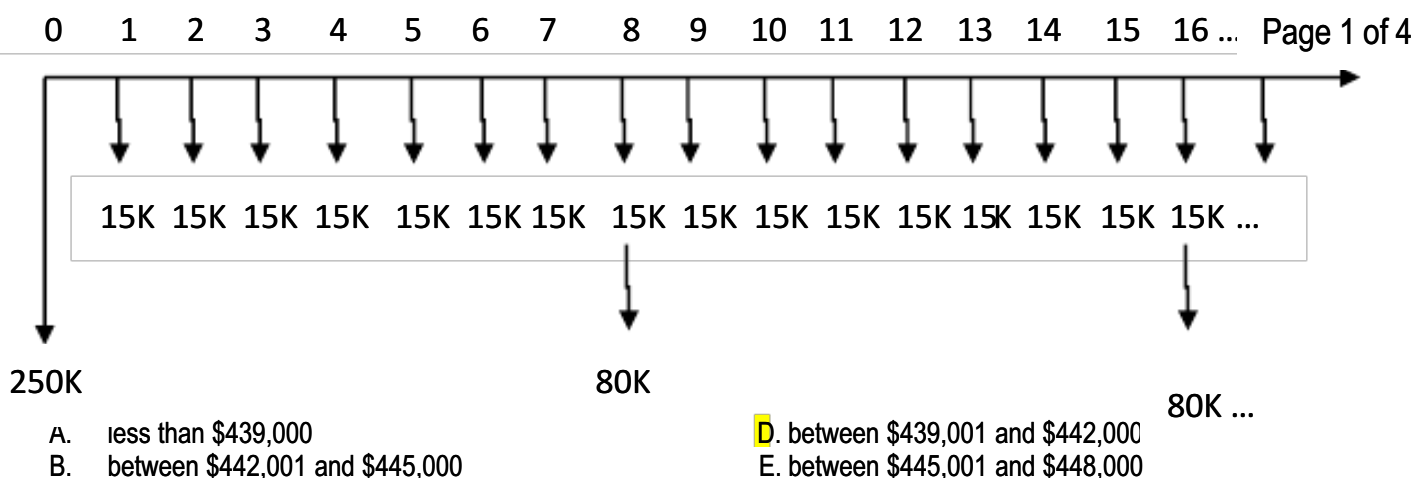 0 1 2 3 4 5 6 7 8 9 10 11 12 13 14 15 16 ... Page 1 of 4
15K 15K 15K 15K 15K 15K 15K 15K 15K 15K 15K 15K 15K 15K 15K 15K ...
250K 80K
80K ...
A. less than $439,000 D. between $439,001 and $442,000
B. between $442,001 and $445,000 E. between $445,001 and $448,000